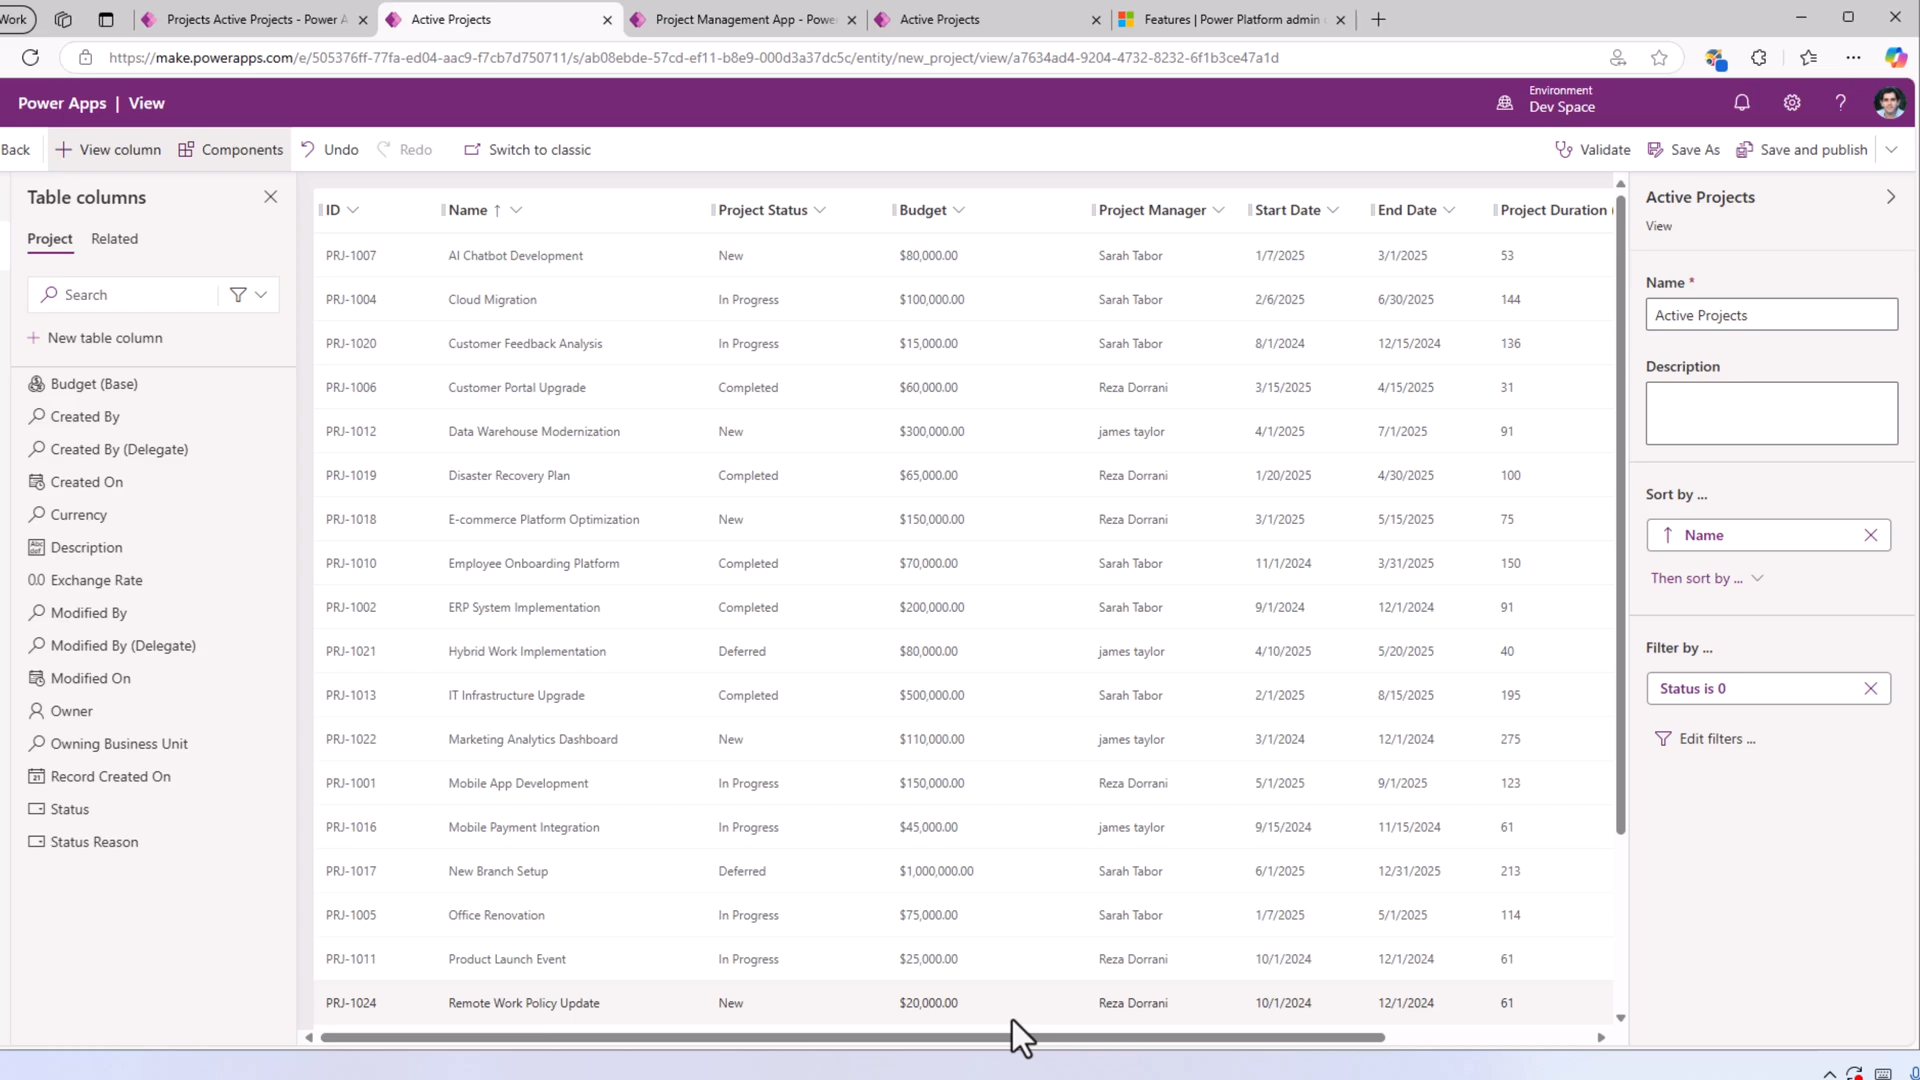 Work
Projects Active Projects - Power A
Active Projects
Project Management App - Powe
Active Projects
Features | Power Platform admin
https://make.powerapps.com/e/505376ff-77fa-ed04-aac9-f7cb7d750711/s/ab08ebde-57cd-ef11-b8e9-000d3a37dc5c/entity/new_project/view/a7634ad4-9204-4732-8232-6f1b3ce47a1d
Power Apps | View
Environment
Dev Space
Back
View column
Components
Undo
Redo
Switch to classic
Validate
Save As
Save and publish
Table columns
Project
Related
Search
New table column
Budget (Base)
Created By
Created By (Delegate)
Created On
Currency
Description
Exchange Rate
Modified By
Modified By (Delegate)
Modified On
Owner
Owning Business Unit
Record Created On
Status
Status Reason
ID Name Project Status Budget Project Manager Start Date End Date Project Duration (
PRJ-1007 AI Chatbot Development New $80,000.00 Sarah Tabor 1/7/2025 3/1/2025 53
PRJ-1004 Cloud Migration In Progress $100,000.00 Sarah Tabor 2/6/2025 6/30/2025 144
PRJ-1020 Customer Feedback Analysis In Progress $15,000.00 Sarah Tabor 8/1/2024 12/15/2024 136
PRJ-1006 Customer Portal Upgrade Completed $60,000.00 Reza Dorrani 3/15/2025 4/15/2025 31
PRJ-1012 Data Warehouse Modernization New $300,000.00 james taylor 4/1/2025 7/1/2025 91
PRJ-1019 Disaster Recovery Plan Completed $65,000.00 Reza Dorrani 1/20/2025 4/30/2025 100
PRJ-1018 E-commerce Platform Optimization New $150,000.00 Reza Dorrani 3/1/2025 5/15/2025 75
PRJ-1010 Employee Onboarding Platform Completed $70,000.00 Sarah Tabor 11/1/2024 3/31/2025 150
PRJ-1002 ERP System Implementation Completed $200,000.00 Sarah Tabor 9/1/2024 12/1/2024 91
PRJ-1021 Hybrid Work Implementation Deferred $80,000.00 james taylor 4/10/2025 5/20/2025 40
PRJ-1013 IT Infrastructure Upgrade Completed $500,000.00 Sarah Tabor 2/1/2025 8/15/2025 195
PRJ-1022 Marketing Analytics Dashboard New $110,000.00 james taylor 3/1/2024 12/1/2024 275
PRJ-1001 Mobile App Development In Progress $150,000.00 Reza Dorrani 5/1/2025 9/1/2025 123
PRJ-1016 Mobile Payment Integration In Progress $45,000.00 james taylor 9/15/2024 11/15/2024 61
PRJ-1017 New Branch Setup Deferred $1,000,000.00 Sarah Tabor 6/1/2025 12/31/2025 213
PRJ-1005 Office Renovation In Progress $75,000.00 Sarah Tabor 1/7/2025 5/1/2025 114
PRJ-1011 Product Launch Event In Progress $25,000.00 Reza Dorrani 10/1/2024 12/1/2024 61
PRJ-1024 Remote Work Policy Update New $20,000.00 Reza Dorrani 10/1/2024 12/1/2024 61
Active Projects
View
Name *
Active Projects
Description
Sort by ...
Name
Then sort by ...
Filter by ...
Status is 0
Edit filters ...